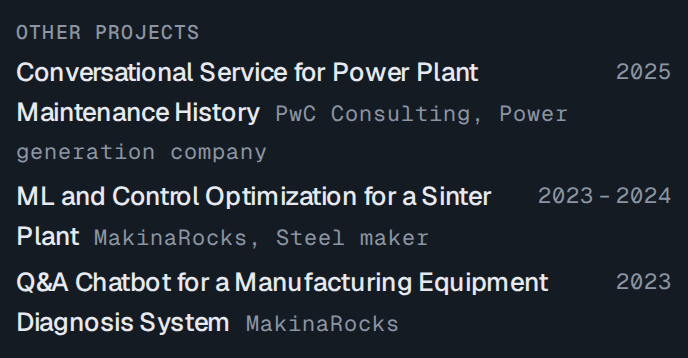 OTHER PROJECTS
Conversational Service for Power Plant 2025
Maintenance History PwC Consulting, Power
generation company
ML and Control Optimization for a Sinter 2023 – 2024
Plant MakinaRocks, Steel maker
Q&A Chatbot for a Manufacturing Equipment 2023
Diagnosis System MakinaRocks